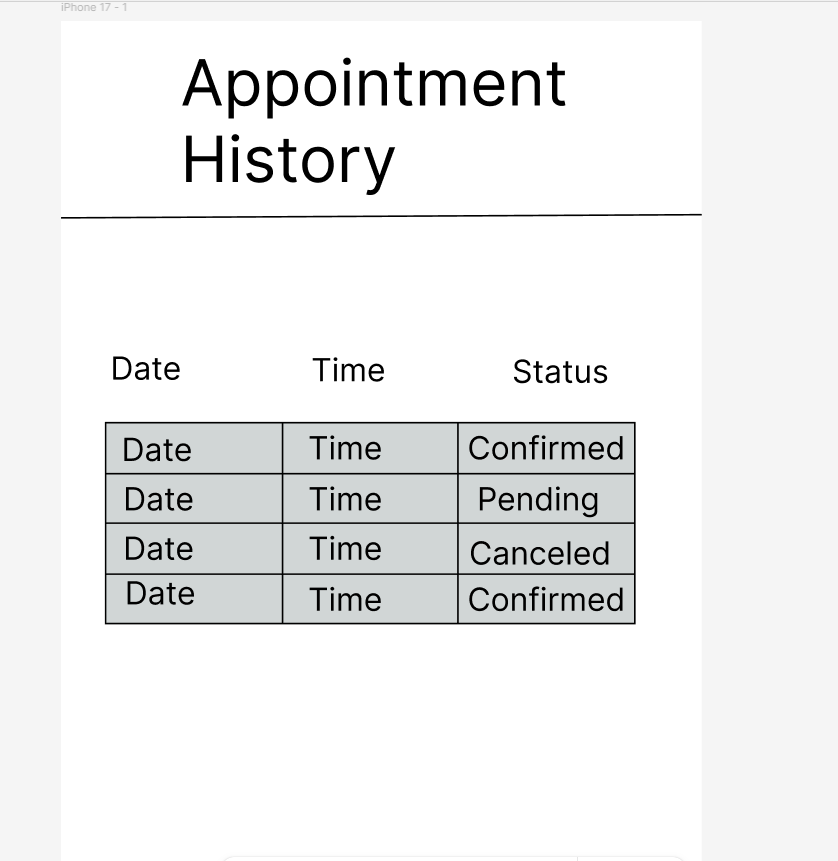 iPhone 17 - 1
Appointment
History
Date Time Status
Date Time Confirmed
Date Time Pending
Date Time Canceled
Date Time Confirmed